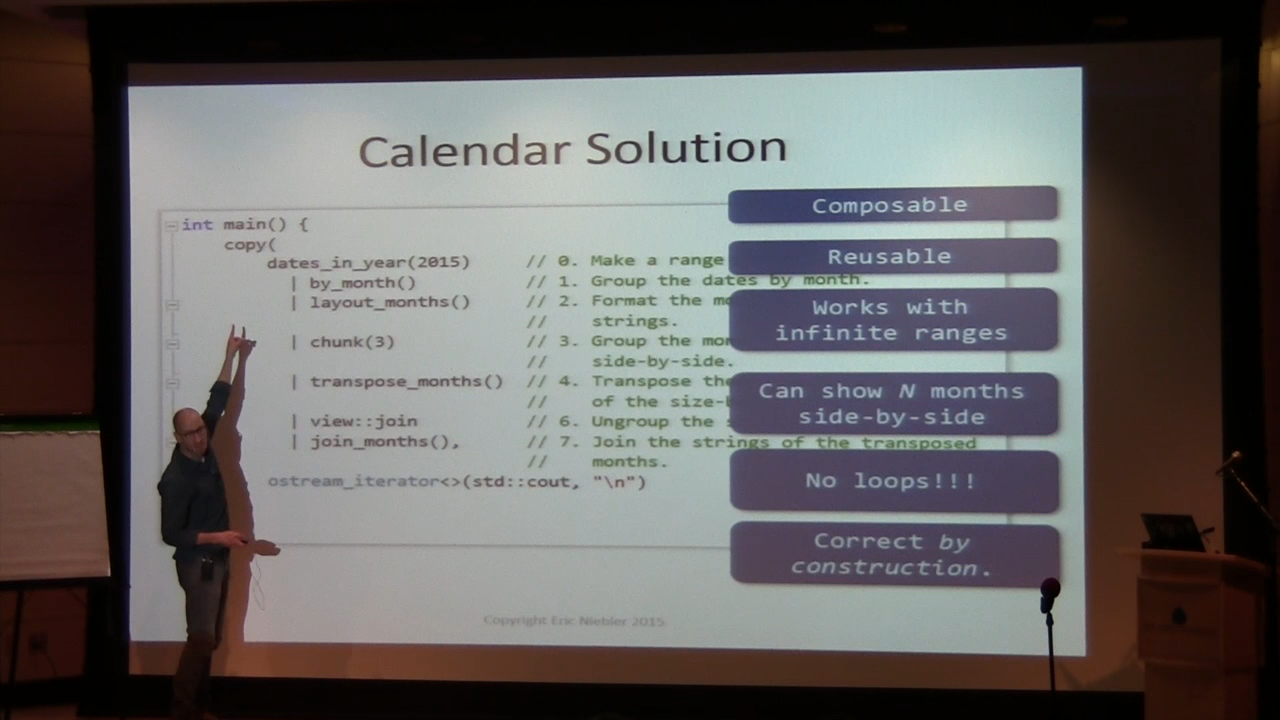 Calendar Solution
int main() {
copy(
dates_in_year(2015) // 0. Make a range
| by_month() // 1. Group the dates by month.
| layout_months() // 2. Format the
// strings.
| chunk(3) // 3. Group the
// side-by-side.
| transpose_months() // 4. Transpose the
// of the
| view::join // 6. Ungroup the
| join_months(), // 7. Join the strings of the transposed
// months.
ostream_iterator<>(std::cout, "\n")
Composable
Reusable
Works with
infinite ranges
Can show N months
side-by-side
No loops!!!
Correct by
construction.
Copyright Eric Niebler 2015